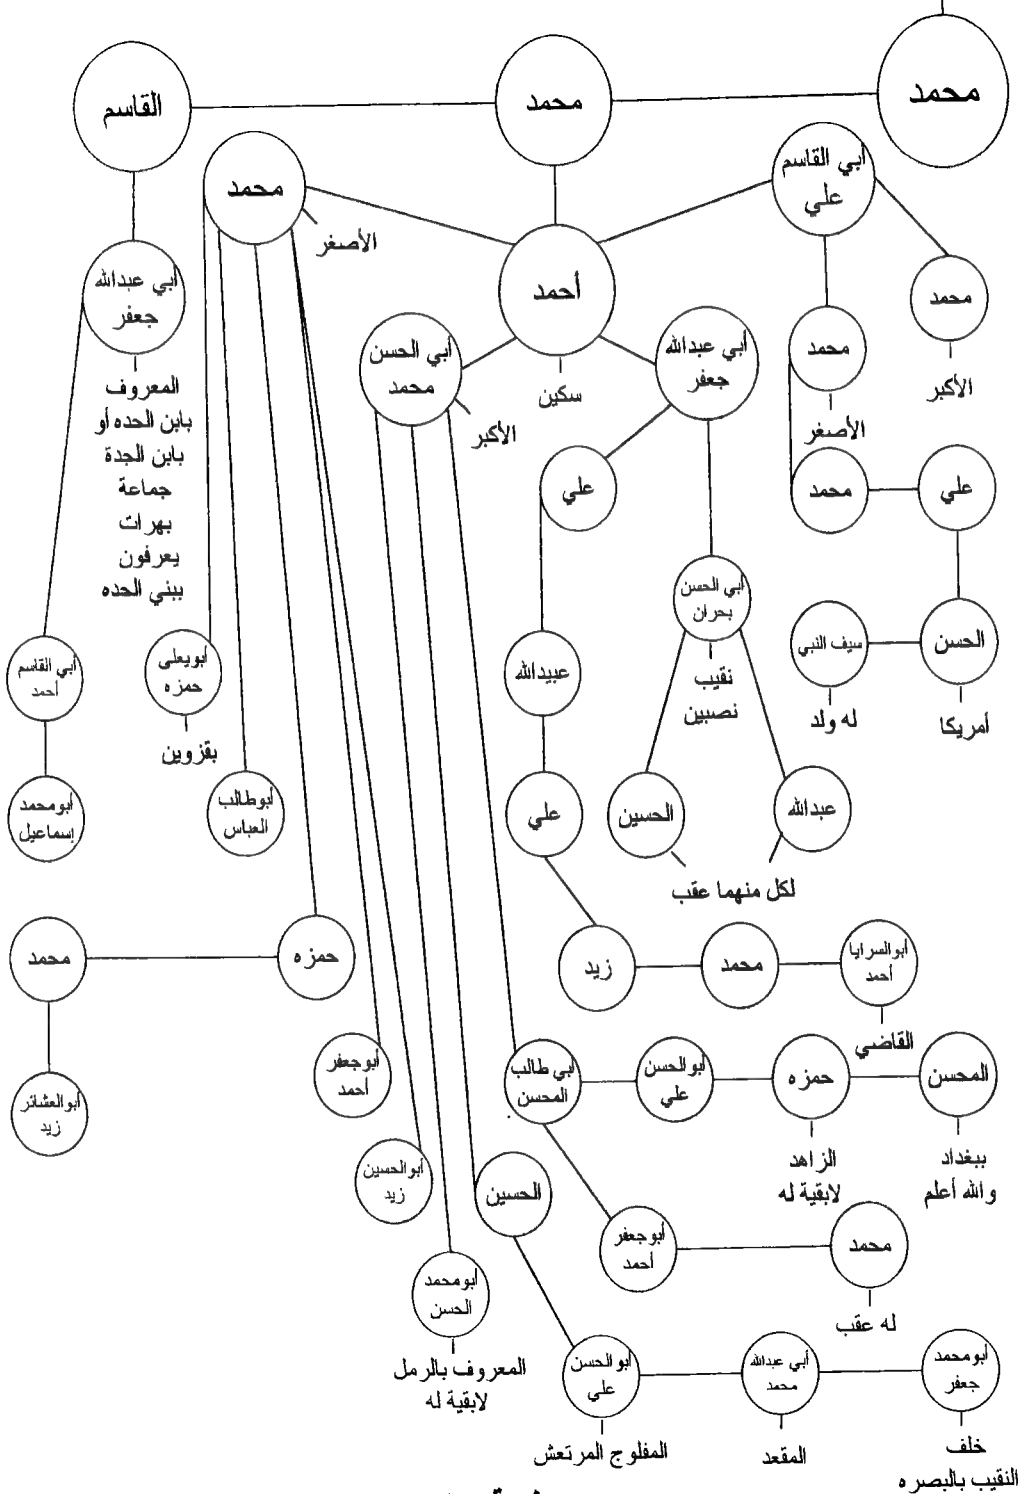 محمد
محمد
القاسم
أبي القاسم
علي
محمد
الأصغر
أحمد
سكين
محمد
الأكبر
محمد
الأصغر
أبي عبدالله
جعفر
أبي الحسن
محمد
الأكبر
أبي عبدالله
جعفر
المعروف
بابن الحده أو
بابن الجدة
جماعة
بهرات
يعرفون
ببني الحده
علي
محمد
علي
الحسن
أمريكا
سيف النبي
له ولد
أبي الحسن
بحران
نقيب
نصبين
عبيدالله
أبويعلى
حمزه
بقزوين
أبي القاسم
أحمد
عبدالله
الحسين
لكل منهما عقب
علي
أبوطالب
العباس
أبومحمد
إسماعيل
أبوالسرايا
أحمد
القاضي
محمد
زيد
حمزه
محمد
المحسن
ببغداد
والله أعلم
حمزه
الزاهد
لابقية له
أبوالحسن
علي
أبي طالب
المحسن
أبوجعفر
أحمد
أبوالعشائر
زيد
الحسين
أبوالحسين
زيد
محمد
له عقب
أبوجعفر
أحمد
أبومحمد
الحسن
المعروف بالرمل
لابقية له
أبومحمد
جعفر
خلف
النقيب بالبصره
أبي عبدالله
محمد
المقعد
أبو الحسن
علي
المفلوج المرتعش